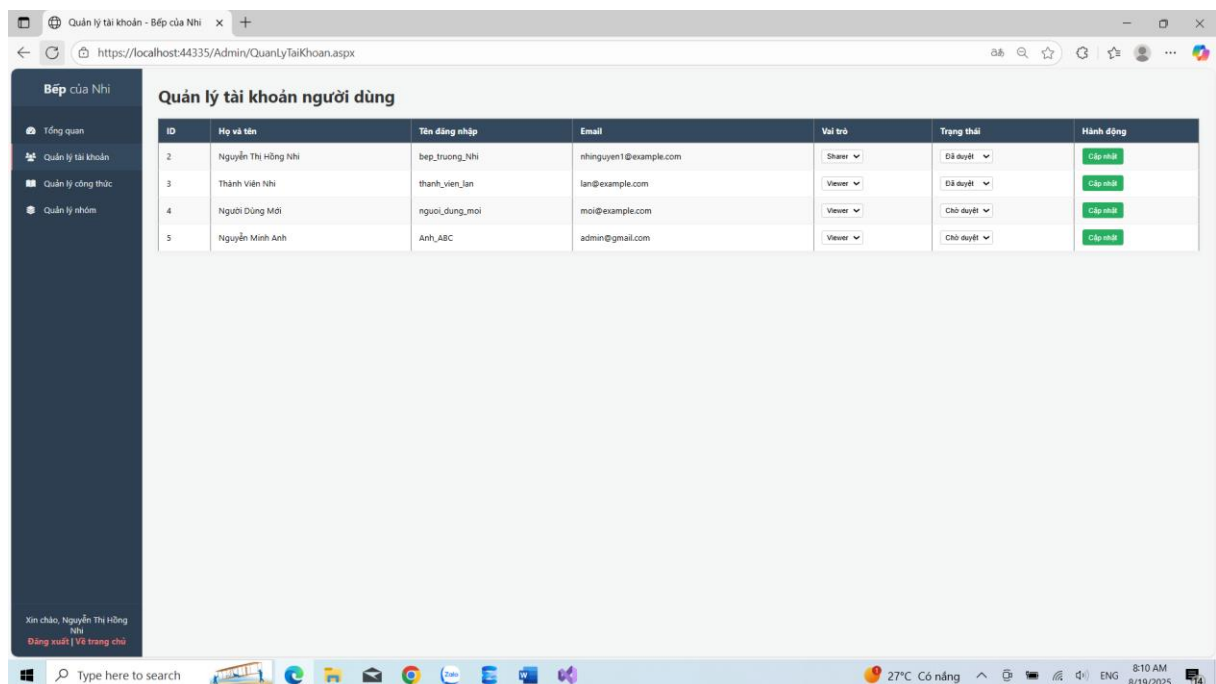 Quản lý tài khoản - Bếp của Nhi
https://localhost:44335/Admin/QuanLyTaiKhoan.aspx
Bếp của Nhi
Tổng quan
Quản lý tài khoản
Quản lý công thức
Quản lý nhóm
Quản lý tài khoản người dùng
ID Họ và tên Tên đăng nhập Email Vai trò Trạng thái Hành động
2 Nguyễn Thị Hồng Nhi bep_truong_Nhi nhinguyen1@example.com Sharer Đã duyệt Cập nhật
3 Thành Viên Nhi thanh_vien_lan lan@example.com Viewer Đã duyệt Cập nhật
4 Người Dùng Mới nguoi_dung_moi moi@example.com Viewer Chờ duyệt Cập nhật
5 Nguyễn Minh Anh Anh_ABC admin@gmail.com Viewer Chờ duyệt Cập nhật
Xin chào, Nguyễn Thị Hồng
Nhi
Đăng xuất | Về trang chủ
Type here to search
Zalo
27°C Có nắng
ENG
8:10 AM
8/19/2025
14